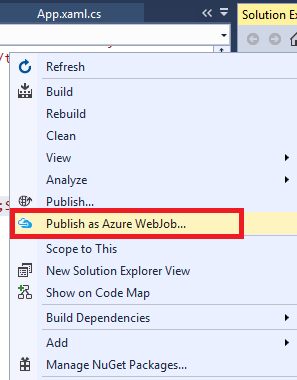 App.xaml.cs
Solution Explo
Refresh
Build
Rebuild
Clean
View
Analyze
Publish...
Publish as Azure WebJob...
Scope to This
New Solution Explorer View
Show on Code Map
Build Dependencies
Add
Manage NuGet Packages...